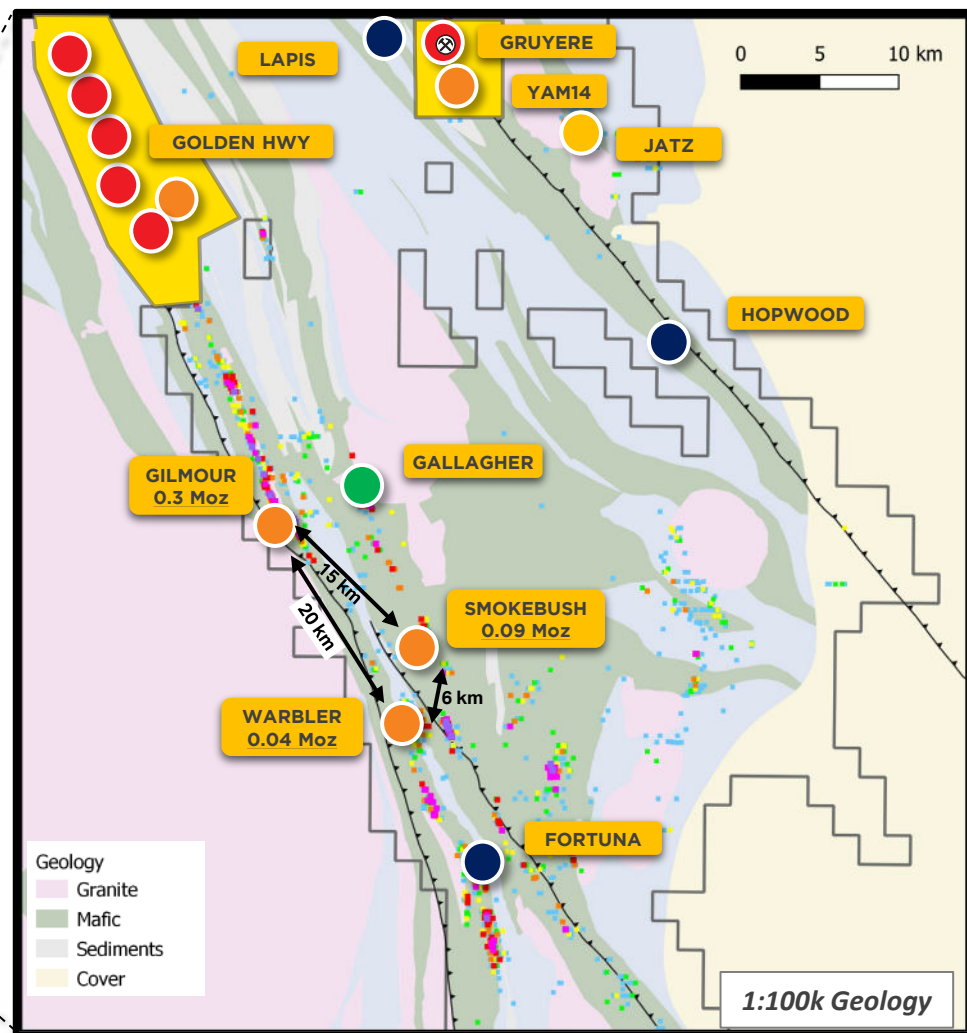 LAPIS
GRUYERE
0 5 10 km
YAM14
GOLDEN HWY
JATZ
HOPWOOD
GALLAGHER
GILMOUR
0.3 Moz
15 km
20 km
SMOKEBUSH
0.09 Moz
6 km
WARBLER
0.04 Moz
FORTUNA
Geology
Granite
Mafic
Sediments
Cover
1:100k Geology